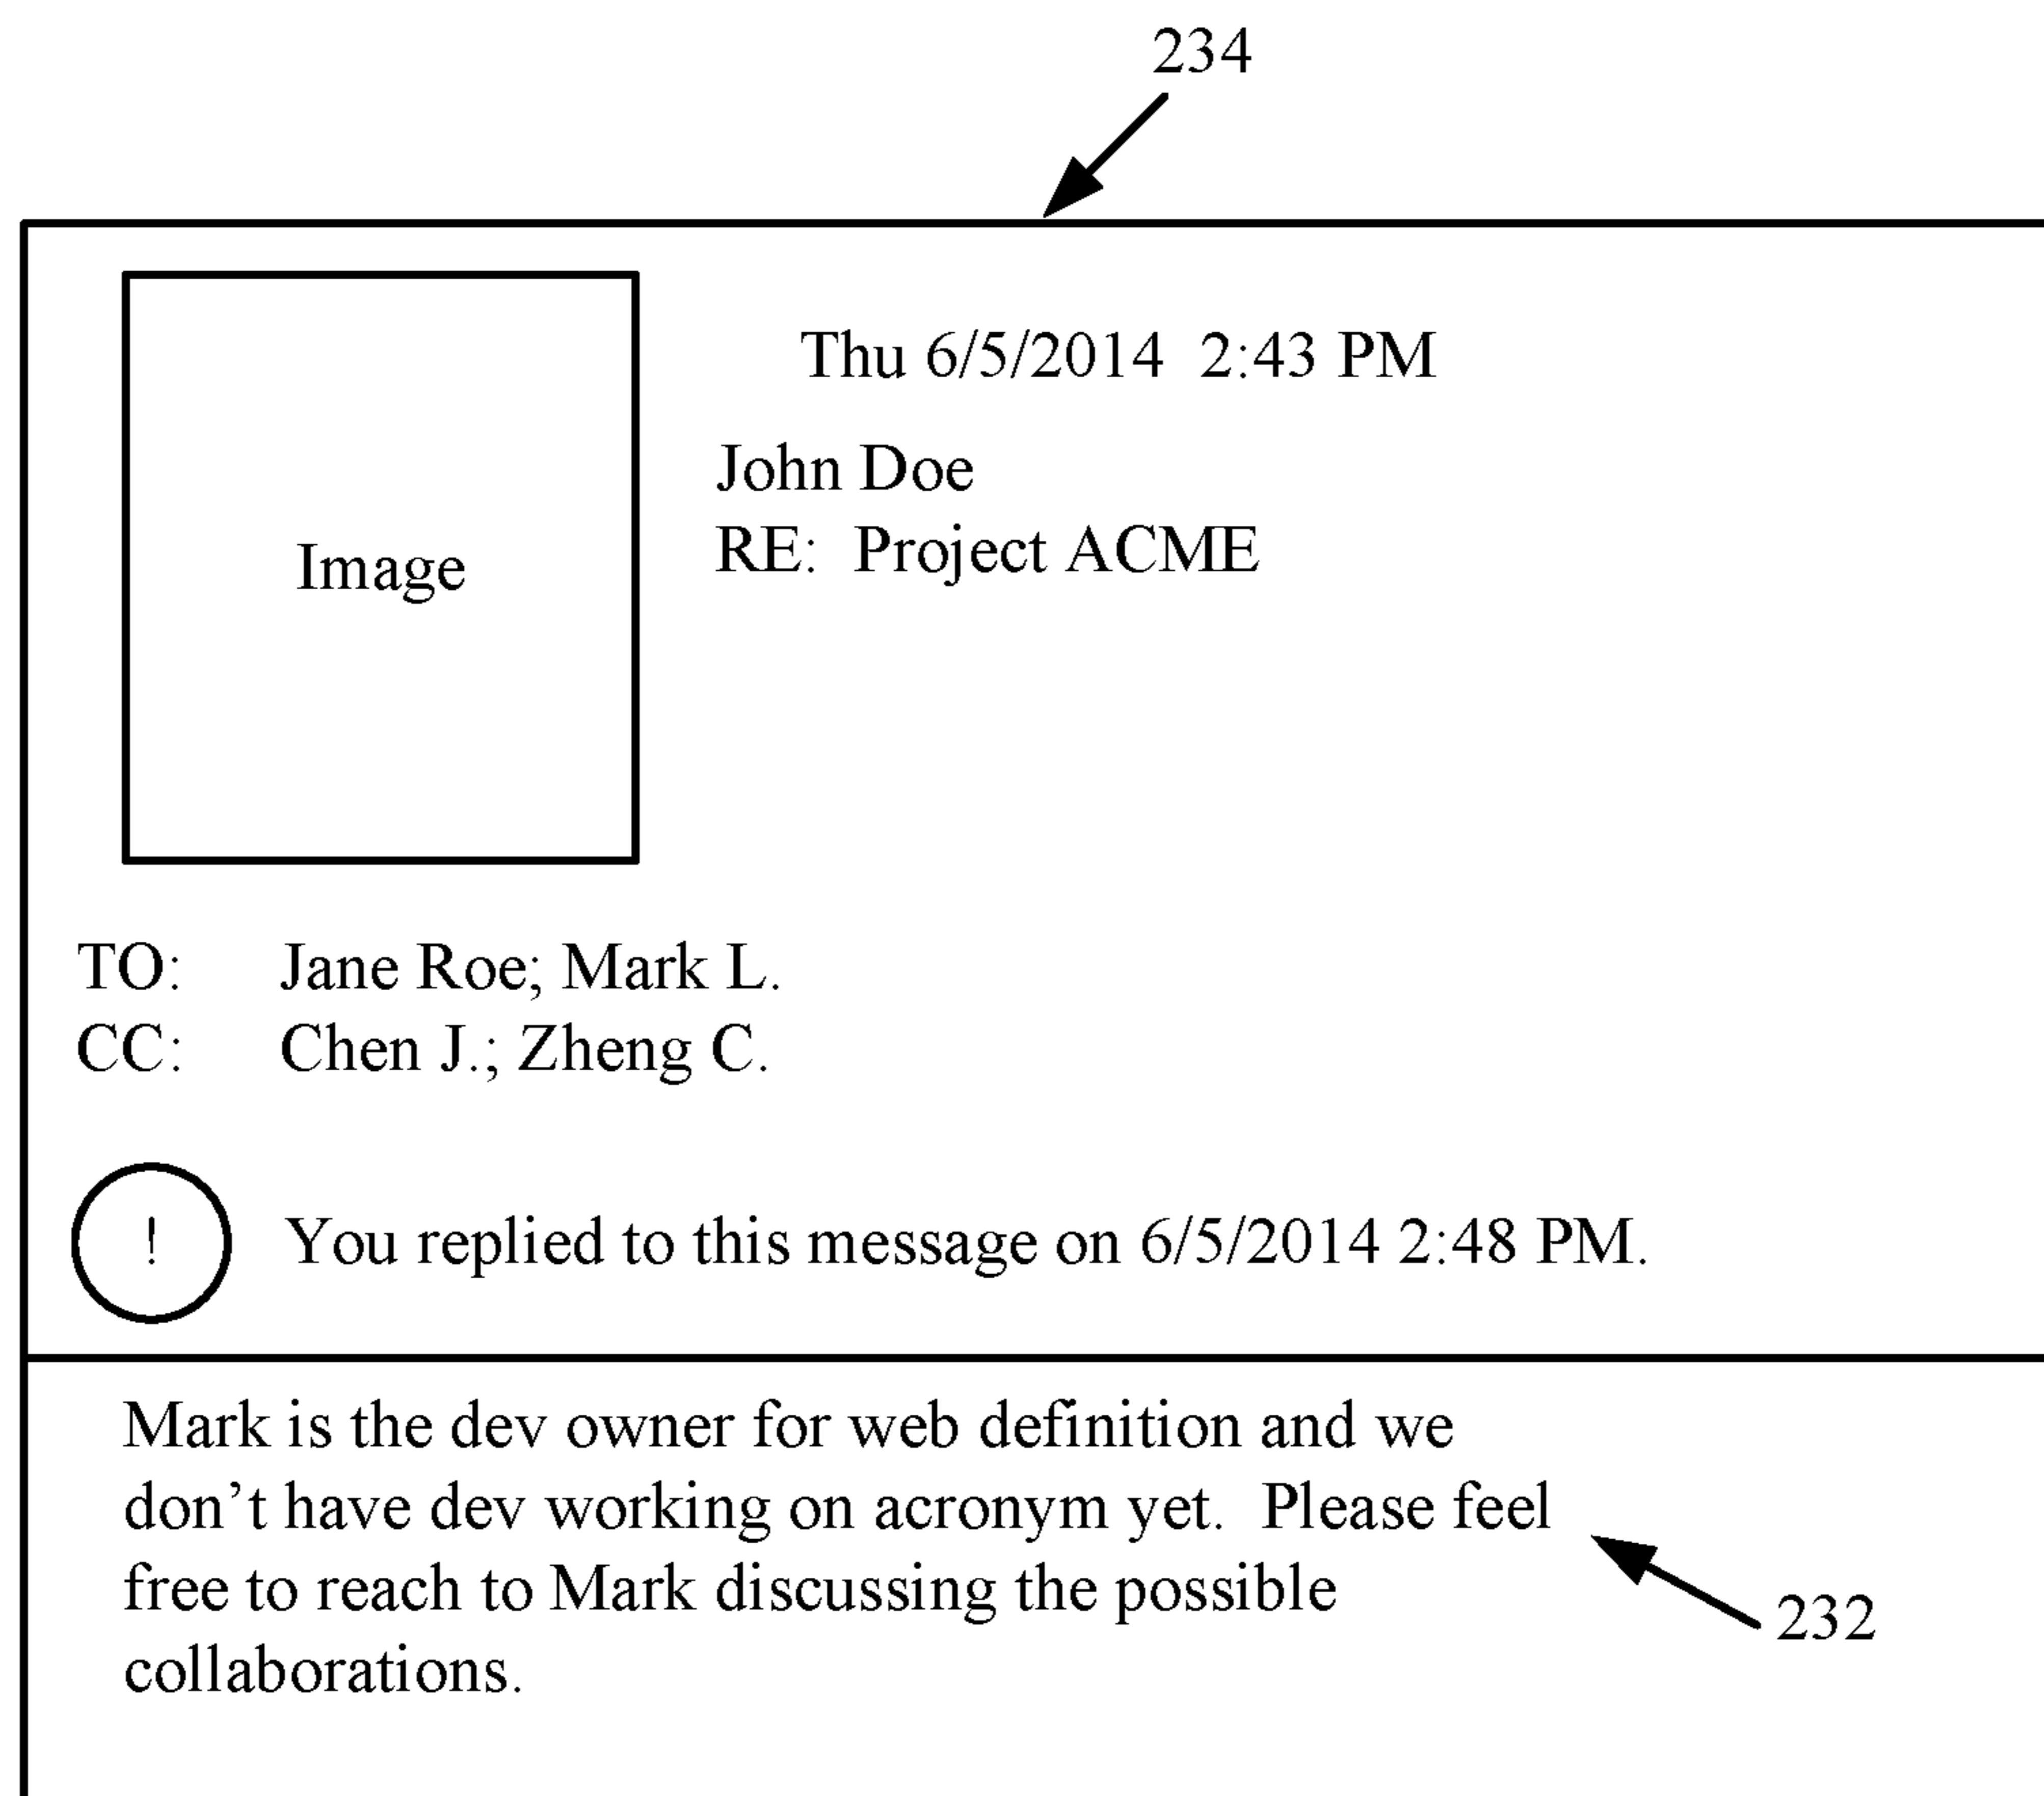 234
Thu 6/5/2014 2:43 PM
John Doe
RE: Project ACME
Image
TO: Jane Roe; Mark L.
CC: Chen J.; Zheng C.
! You replied to this message on 6/5/2014 2:48 PM.
Mark is the dev owner for web definition and we
don’t have dev working on acronym yet. Please feel
free to reach to Mark discussing the possible
collaborations.
232